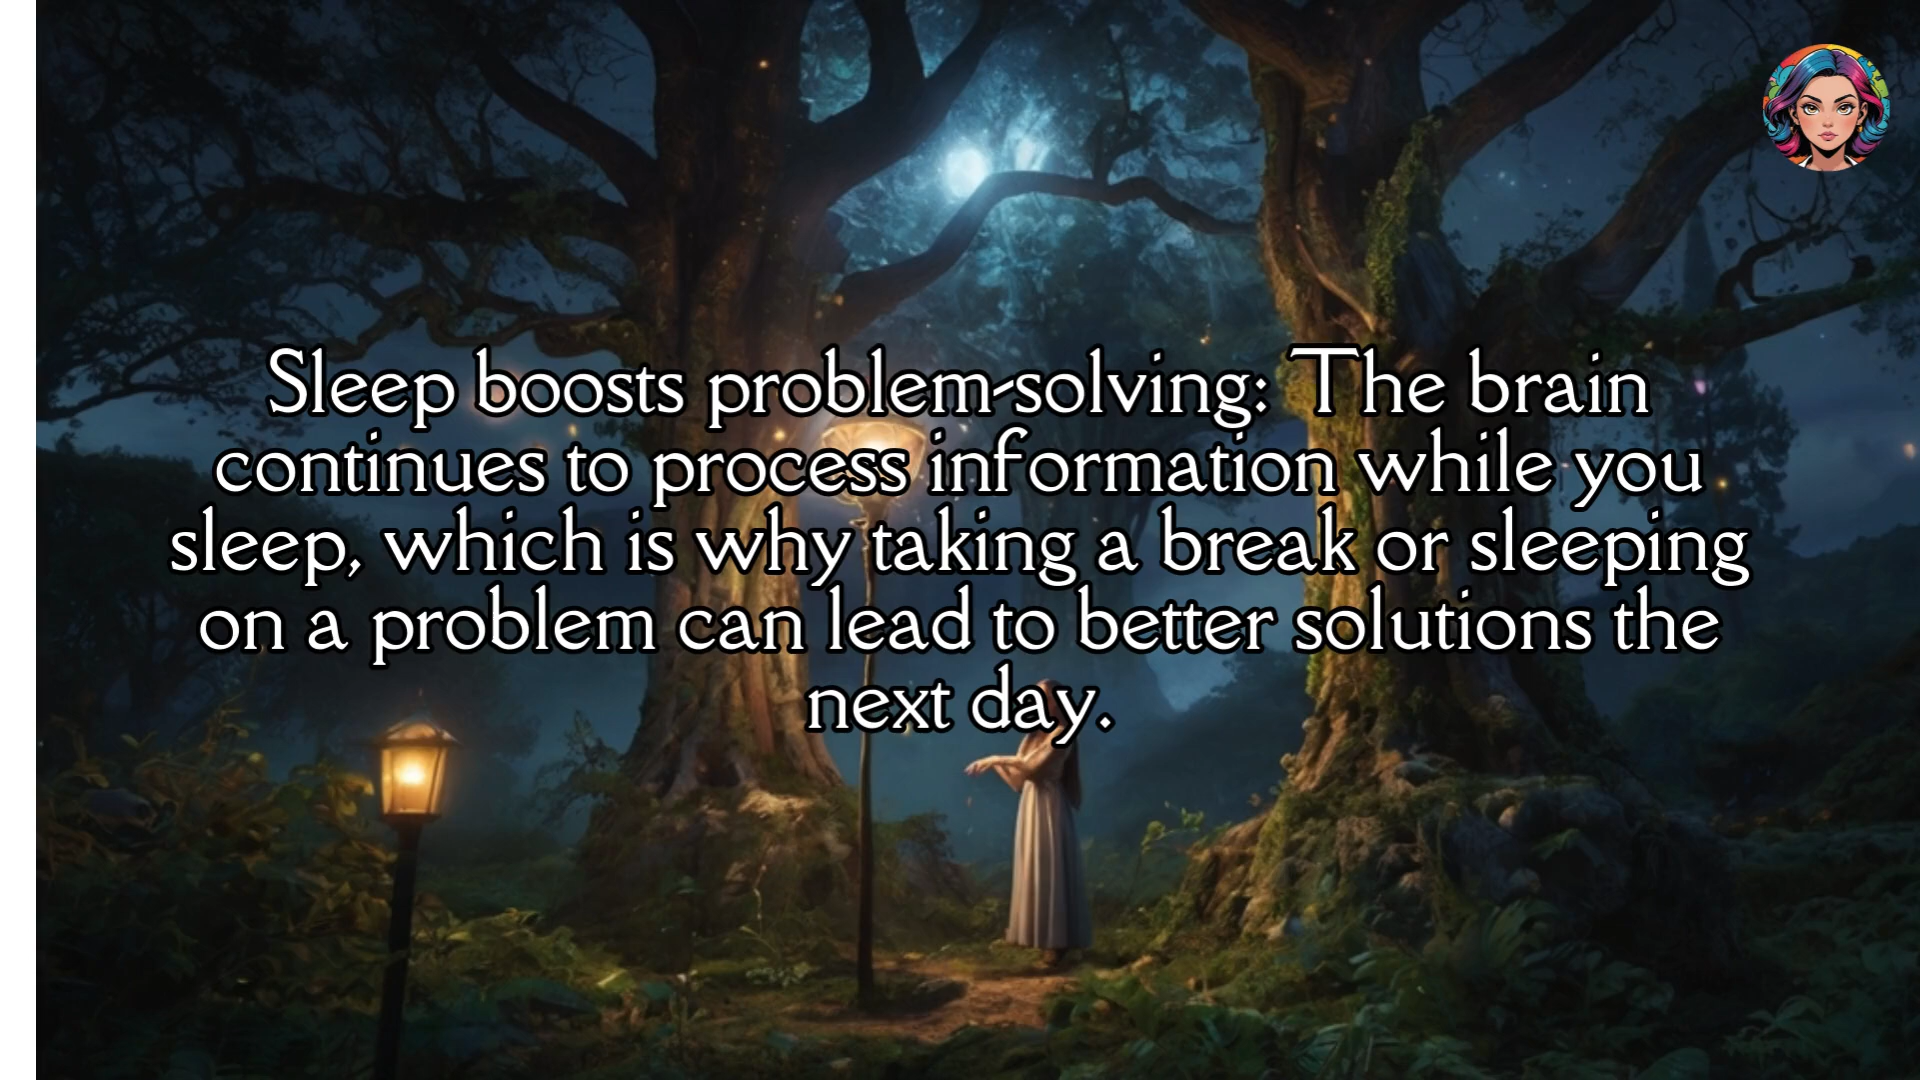 Sleep boosts problem-solving: The brain
continues to process information while you
sleep, which is why taking a break or sleeping
on a problem can lead to better solutions the
next day.